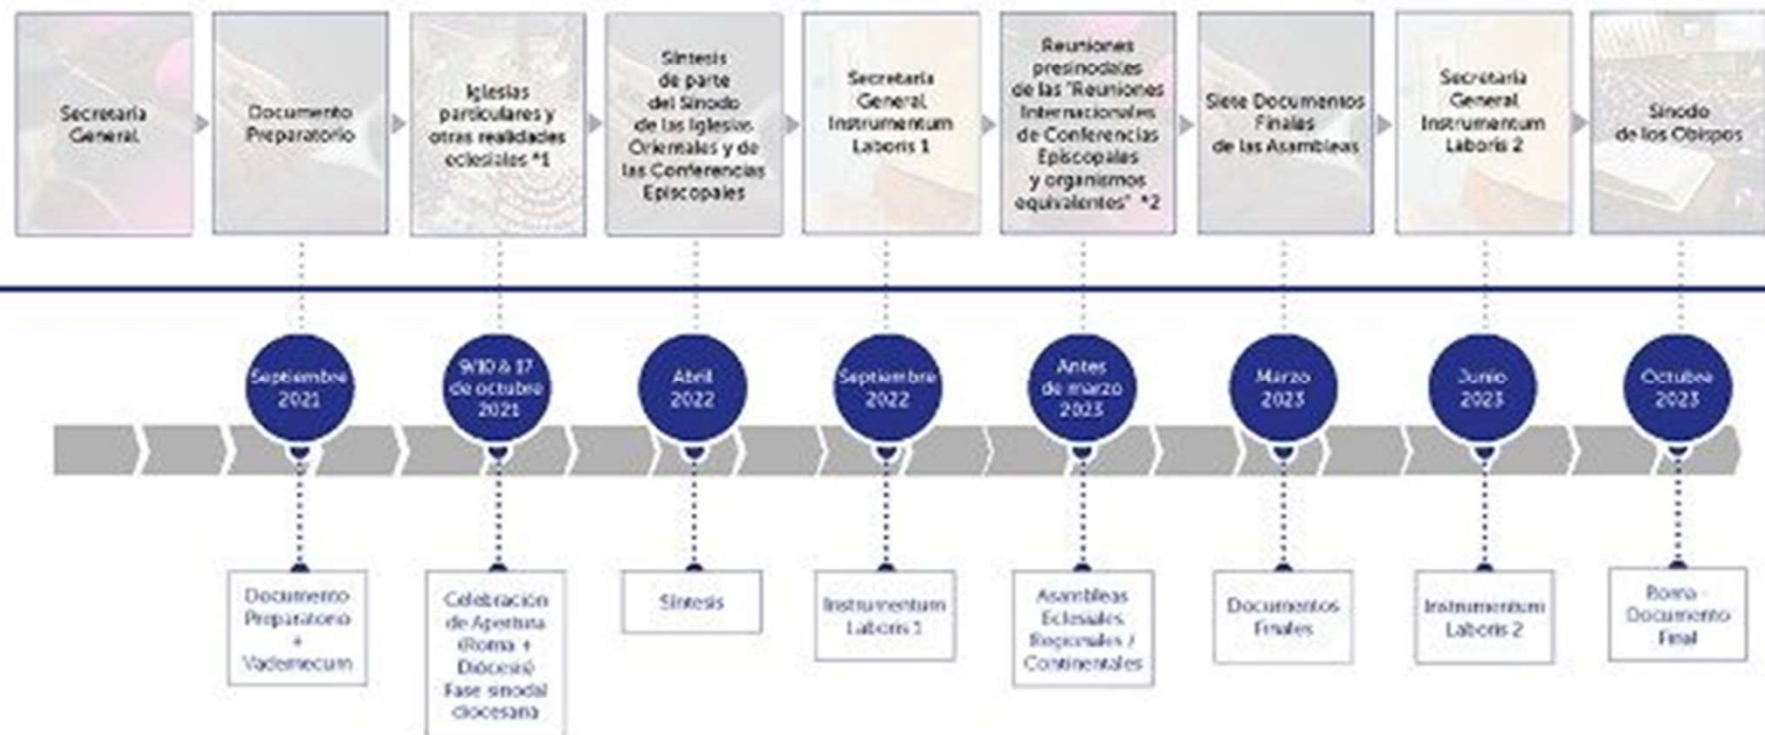 Secretaría
General
Documento
Preparatorio
Iglesias
particulares y
otras realidades
eclesiales *1
Síntesis
de parte
del Sínodo
de las Iglesias
Orientales y de
las Conferencias
Episcopales
Secretaría
General
Instrumentum
Laboris 1
Reuniones
presinodales
de las "Reuniones
Internacionales
de Conferencias
Episcopales
y organismos
equivalentes" *2
Siete Documentos
Finales
de las Asambleas
Secretaría
General
Instrumentum
Laboris 2
Sínodo
de los Obispos
Septiembre
2021
9/10 & 17
de octubre
2021
Abril
2022
Septiembre
2022
Antes
de marzo
2023
Marzo
2023
Junio
2023
Octubre
2023
Documento
Preparatorio
+
Vademecum
Celebración
de Apertura
(Roma +
Diócesis)
Fase sinodal
diocesana
Síntesis
Instrumentum
Laboris 1
Asambleas
Eclesiales
Regionales /
Continentales
Documentos
Finales
Instrumentum
Laboris 2
Roma -
Documento
Final